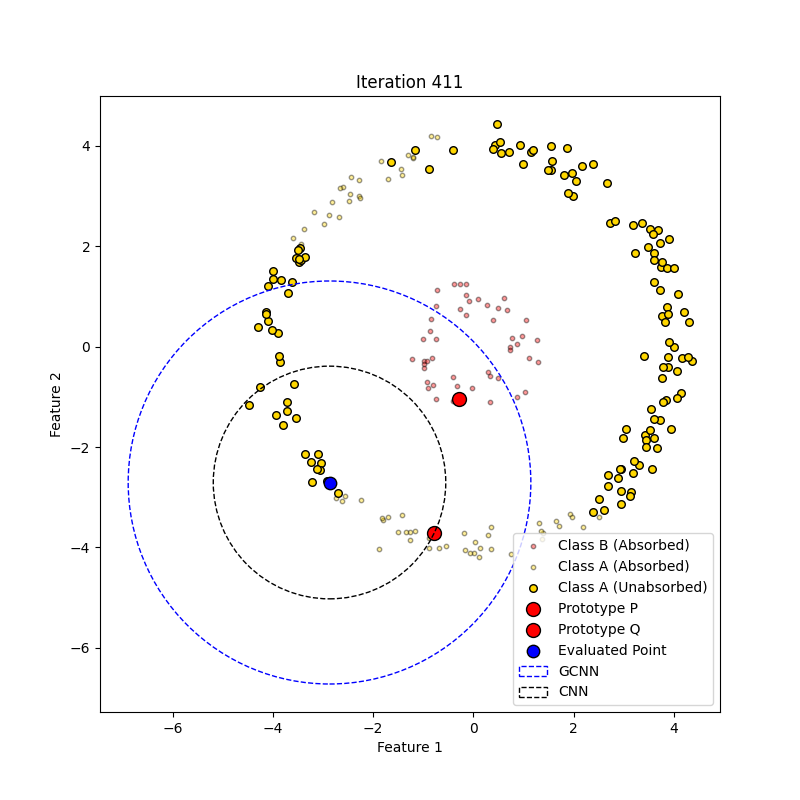 Iteration 411
4
2
0
−2
−4
−6
Feature 2
−6
−4
−2
0
2
4
Feature 1
Class B (Absorbed)
Class A (Absorbed)
Class A (Unabsorbed)
Prototype P
Prototype Q
Evaluated Point
GCNN
CNN